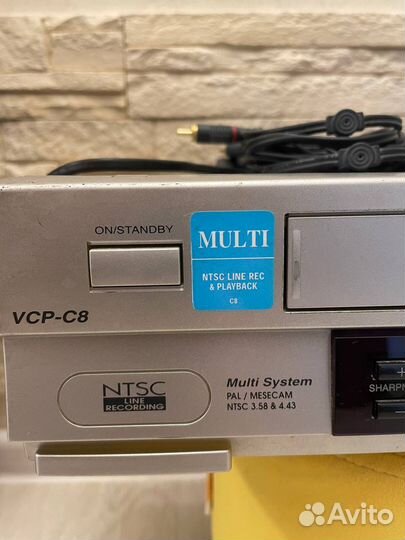 ON/STANDBY
MULTI
NTSC LINE REC
& PLAYBACK
C8
VCP-C8
NTSC
LINE
RECORDING
Multi System
PAL / MESECAM
NTSC 3.58 & 4.43
+
SHARPN
−
Avito